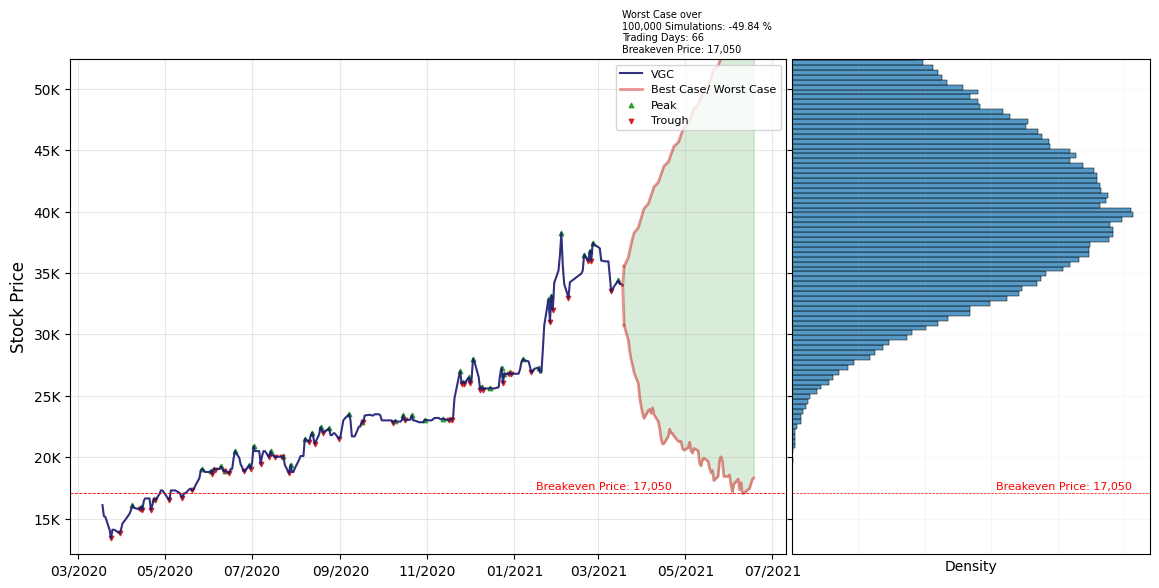 Worst Case over
100,000 Simulations: -49.84 %
Trading Days: 66
Breakeven Price: 17,050
VGC
Best Case/ Worst Case
Peak
Trough
Stock Price
50K
45K
40K
35K
30K
25K
20K
15K
Breakeven Price: 17,050
Breakeven Price: 17,050
03/2020
05/2020
07/2020
09/2020
11/2020
01/2021
03/2021
05/2021
07/2021
Density